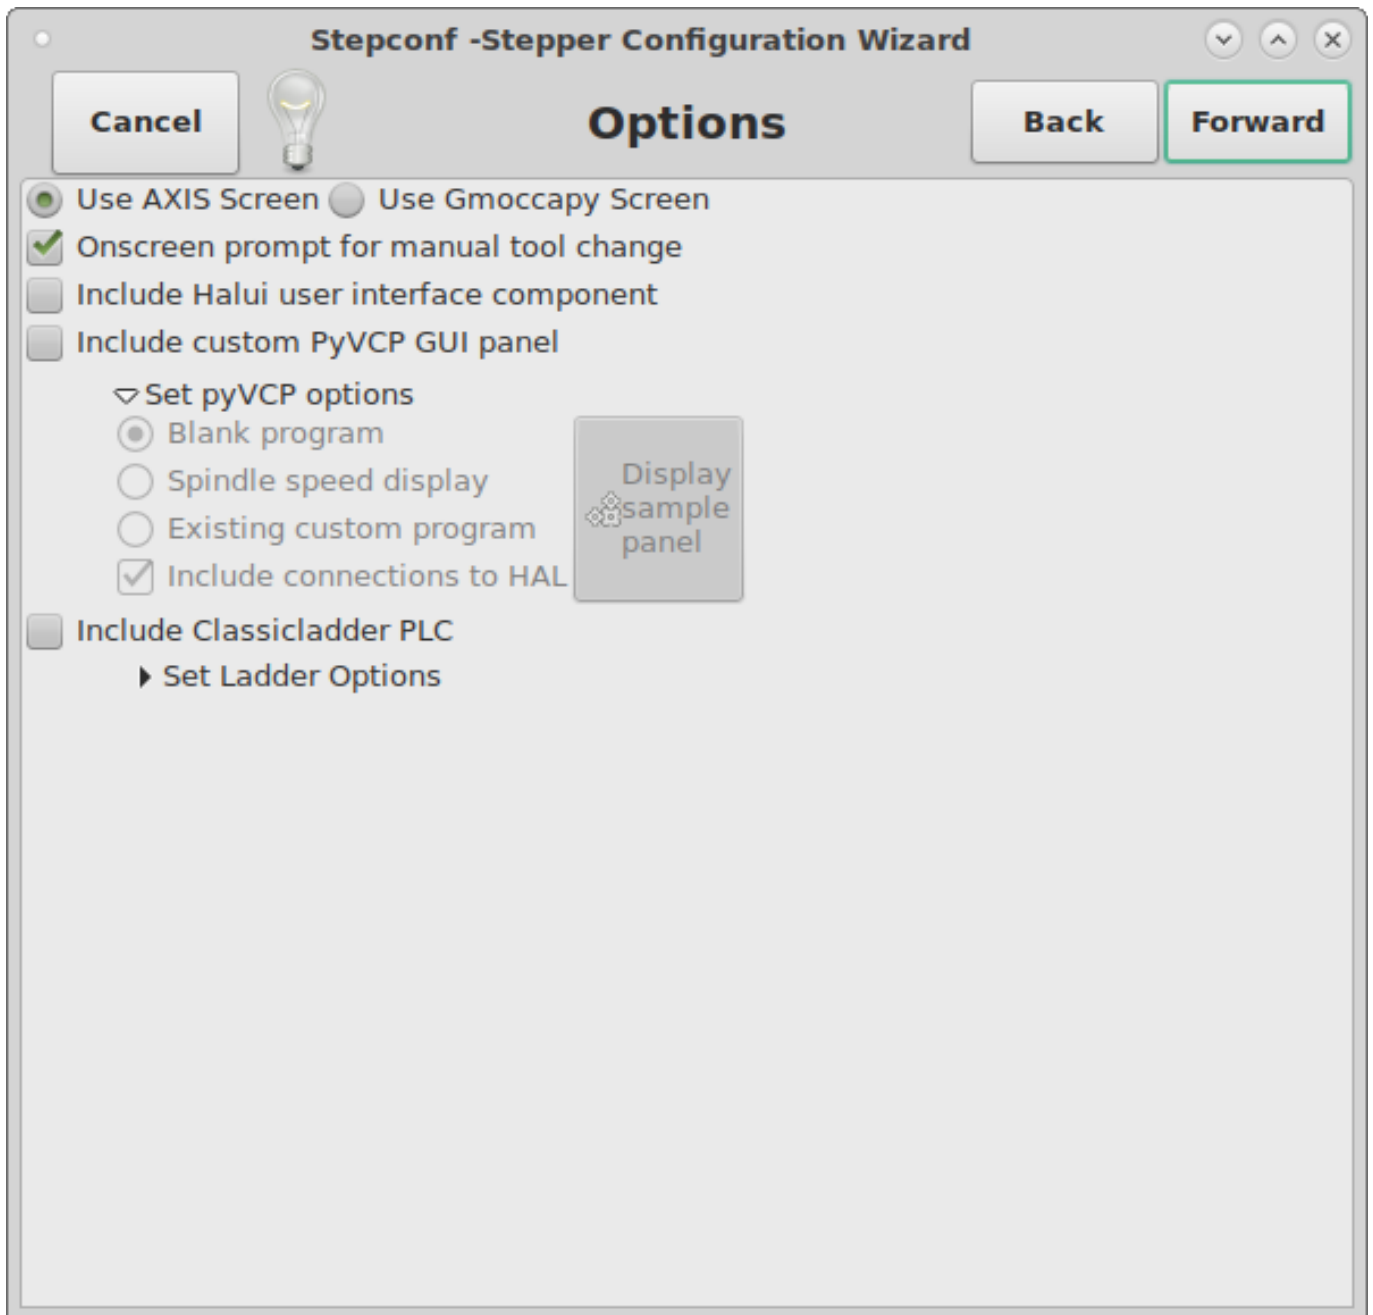 Stepconf -Stepper Configuration Wizard
Cancel
Options
Back
Forward
Use AXIS Screen
Use Gmoccapy Screen
Onscreen prompt for manual tool change
Include Halui user interface component
Include custom PyVCP GUI panel
Set pyVCP options
Blank program
Spindle speed display
Existing custom program
Include connections to HAL
Display
sample
panel
Include Classicladder PLC
Set Ladder Options